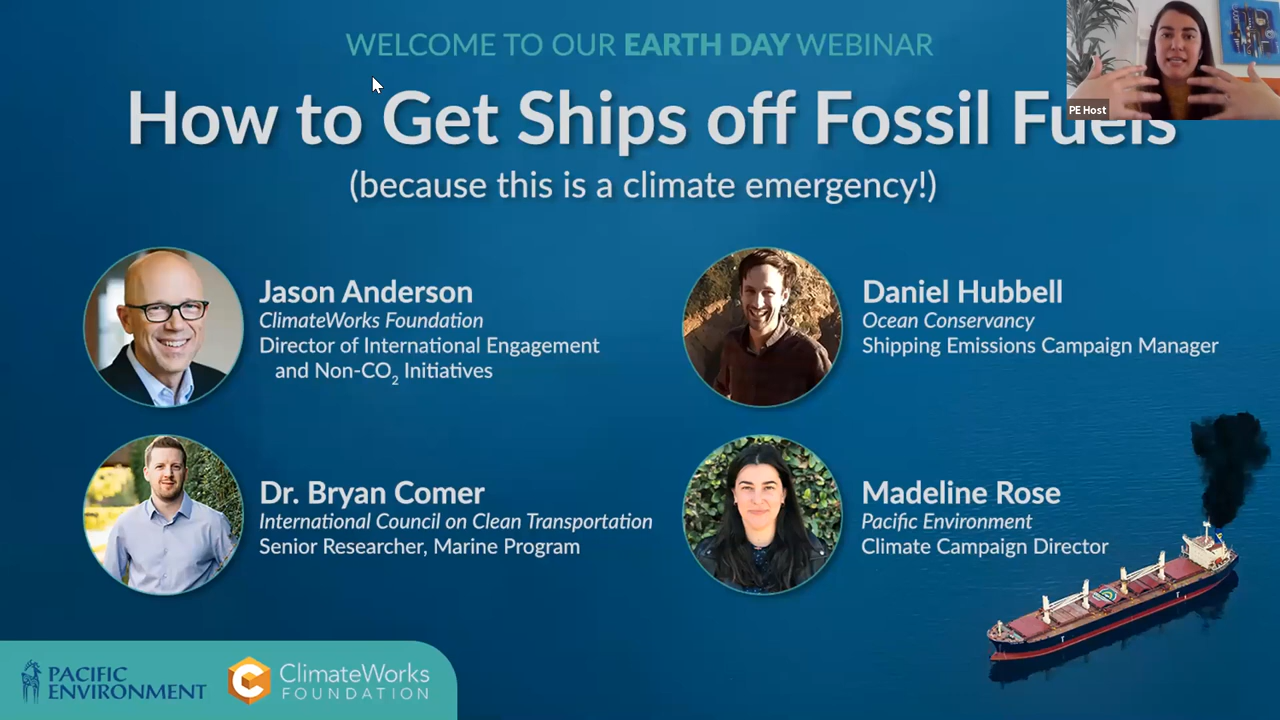 WELCOME TO OUR EARTH DAY WEBINAR
How to Get Ships off Fossil Fuels
(because this is a climate emergency!)
PE Host
Jason Anderson
ClimateWorks Foundation
Director of International Engagement
and Non-CO₂ Initiatives
Daniel Hubbell
Ocean Conservancy
Shipping Emissions Campaign Manager
Dr. Bryan Comer
International Council on Clean Transportation
Senior Researcher, Marine Program
Madeline Rose
Pacific Environment
Climate Campaign Director
PACIFIC
ENVIRONMENT
ClimateWorks
FOUNDATION